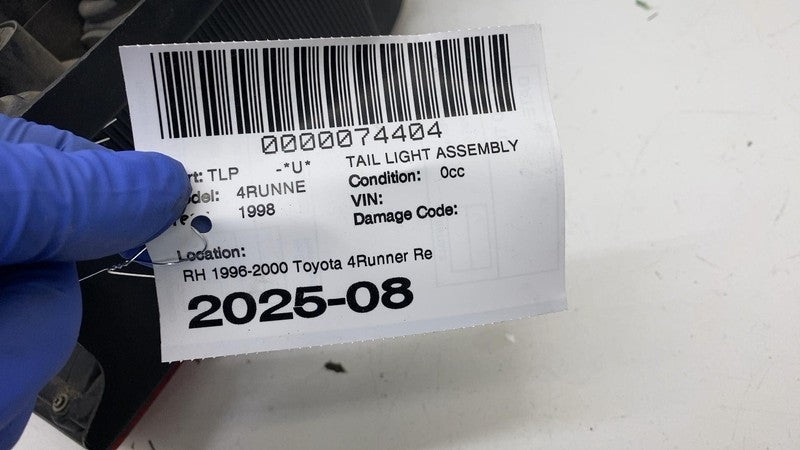 0000074404
rt: TLP -*U* TAIL LIGHT ASSEMBLY
odel: 4RUNNE Condition: 0cc
1998 VIN:
Damage Code:
Location:
RH 1996-2000 Toyota 4Runner Re
2025-08